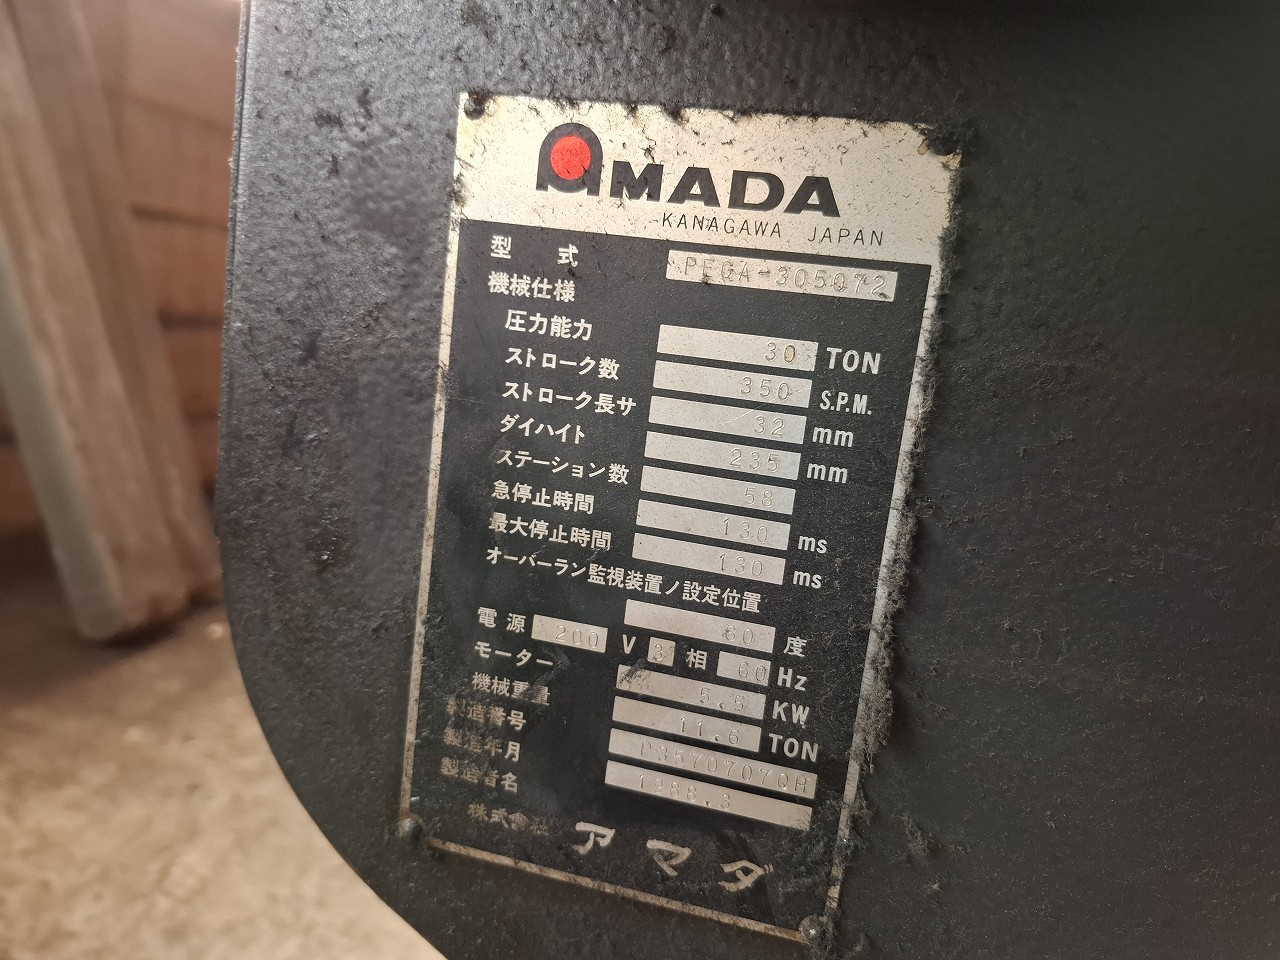 AMADA
KANAGAWA JAPAN
型式 PEGA-305072
機械仕様
圧力能力 30 TON
ストローク数 350 S.P.M.
ストローク長サ 32 mm
ダイハイト 235 mm
ステーション数 58
急停止時間 130 ms
最大停止時間 130 ms
オーバーラン監視装置ノ設定位置
60 度
電源 200 V 3 相 60 Hz
モーター 5.5 KW
機械重量 11.6 TON
製造番号
製造年月 1988.3
製造者名
株式会社 アマダ